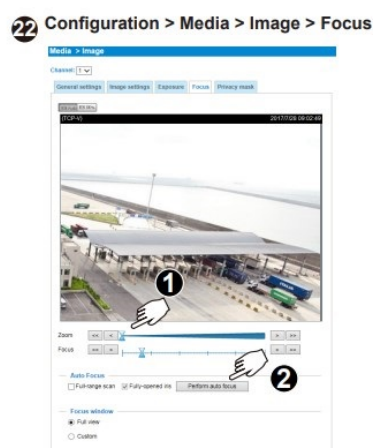 22 Configuration > Media > Image > Focus
Media > Image
Channel: 1
General settings Image settings Exposure Focus Privacy mask
(TCP-V) 2017/7/26 09:02:49
1
Zoom << < > >>
Focus << < > >>
2
Auto Focus
Full-range scan Fully-opened iris Perform auto focus
Focus window
Full view
Custom